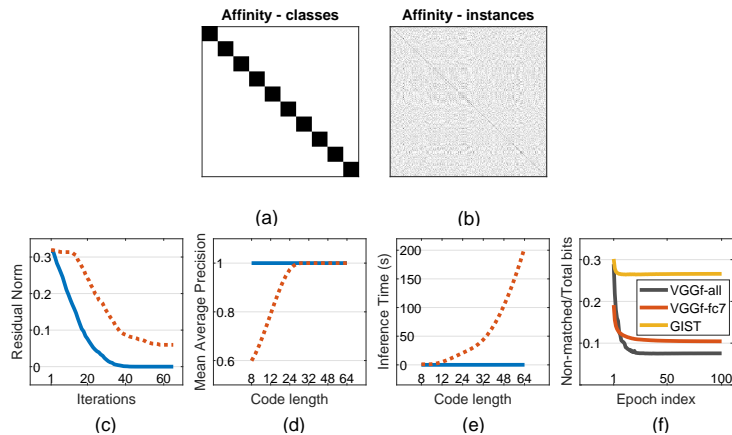 Affinity - classes
Affinity - instances
(a)
(b)
Residual Norm
0.3
0.2
0.1
0
1 20 40 60
Iterations
(c)
Mean Average Precision
1
0.8
0.6
8 12 24 32 48 64
Code length
(d)
Inference Time (s)
200
150
100
50
0
8 12 24 32 48 64
Code length
(e)
Non-matched/Total bits
0.3
0.2
0.1
VGGf-all
VGGf-fc7
GIST
1 50 100
Epoch index
(f)